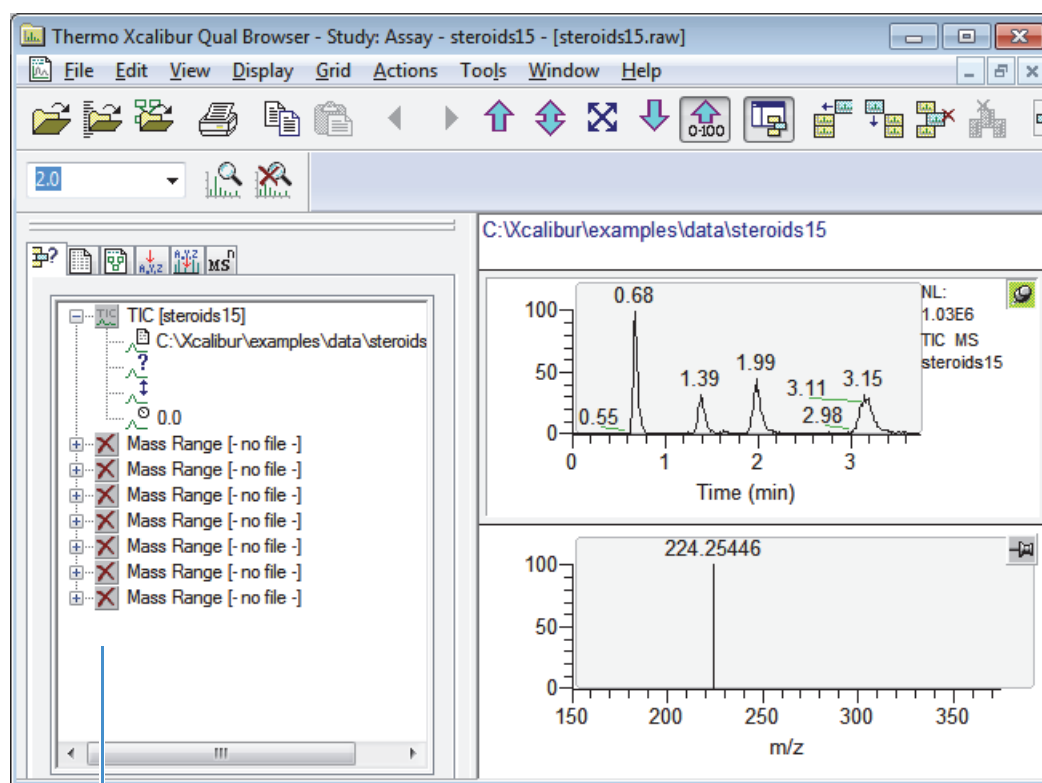 Thermo Xcalibur Qual Browser - Study: Assay - steroids15 - [steroids15.raw]
File Edit View Display Grid Actions Tools Window Help
0-100
2.0
A,Y,Z A,Y,Z MSⁿ
TIC TIC [steroids15]
C:\Xcalibur\examples\data\steroids
?
0.0
Mass Range [- no file -]
Mass Range [- no file -]
Mass Range [- no file -]
Mass Range [- no file -]
Mass Range [- no file -]
Mass Range [- no file -]
Mass Range [- no file -]
C:\Xcalibur\examples\data\steroids15
NL:
1.03E6
TIC MS
steroids15
100
50
0
0.55
0.68
1.39
1.99
2.98
3.11
3.15
0 1 2 3
Time (min)
224.25446
100
50
0
150 200 250 300 350
m/z